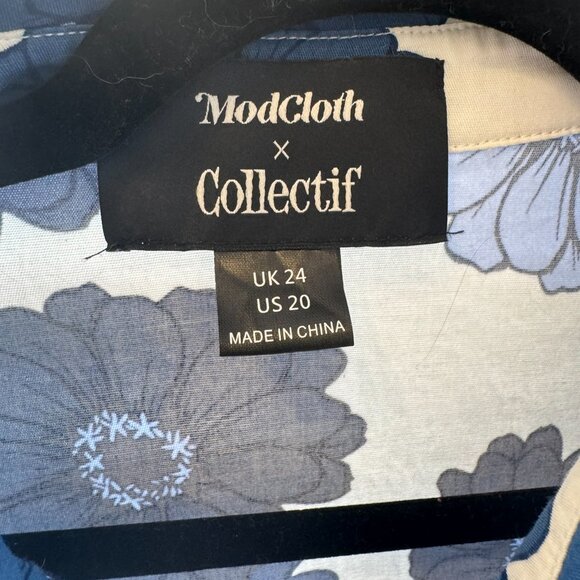 ModCloth
x
Collectif
UK 24
US 20
MADE IN CHINA